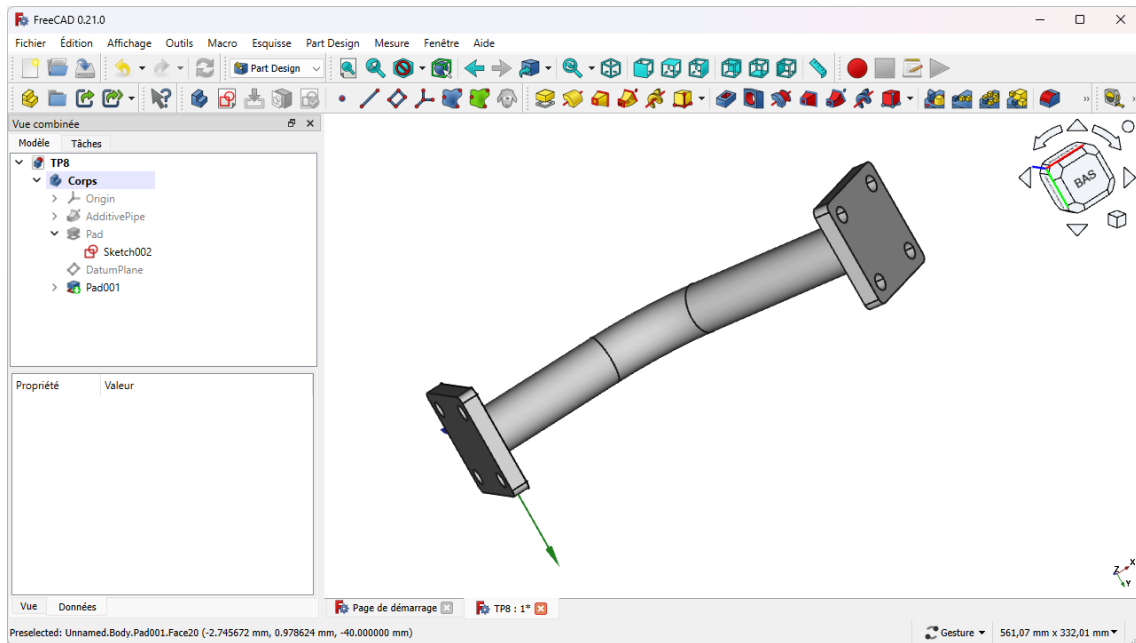 FreeCAD 0.21.0
Fichier Édition Affichage Outils Macro Esquisse Part Design Mesure Fenêtre Aide
Part Design
Vue combinée
Modèle Tâches
TP8
Corps
Origin
AdditivePipe
Pad
Sketch002
DatumPlane
Pad001
Propriété Valeur
BAS
Z X
Y
Vue Données
Page de démarrage TP8 : 1*
Preselected: Unnamed.Body.Pad001.Face20 (-2.745672 mm, 0.978624 mm, -40.000000 mm) Gesture 561,07 mm x 332,01 mm